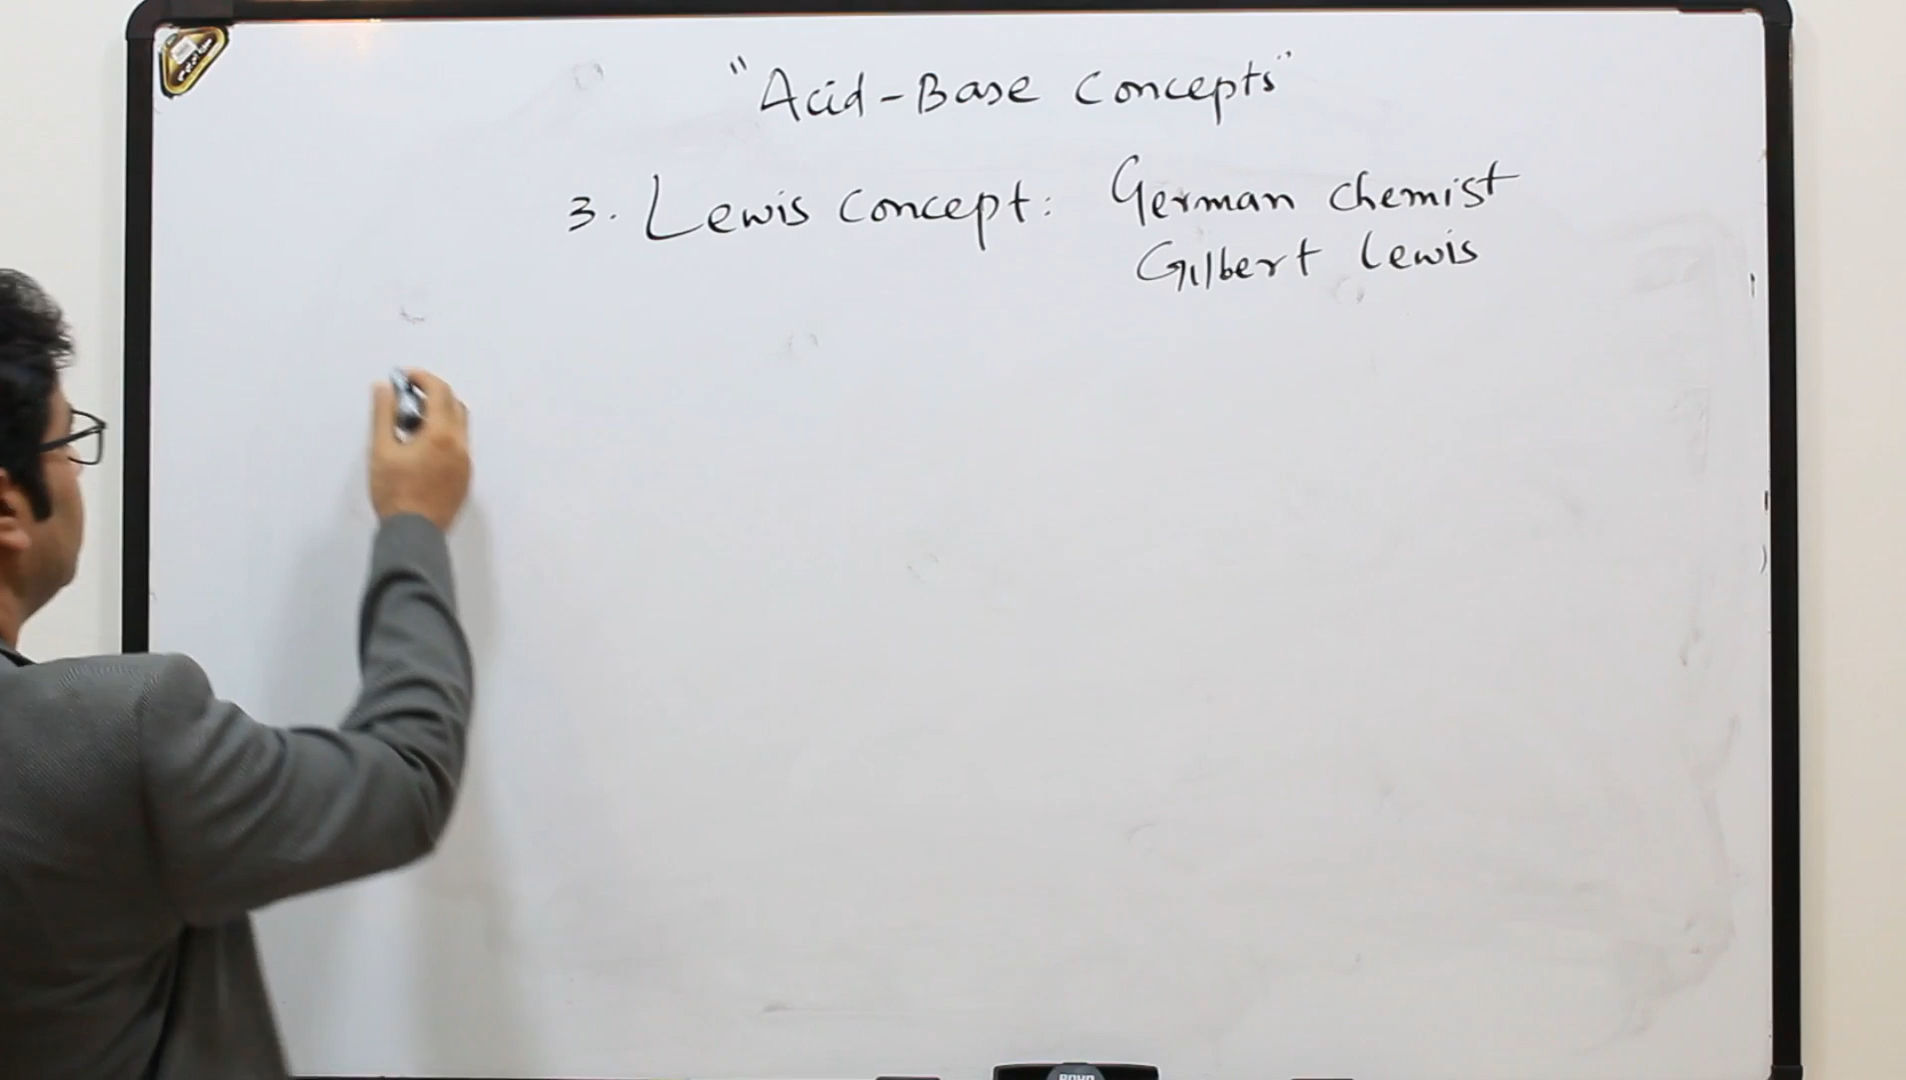 "Acid-Base Concepts"
3. Lewis concept: German chemist
Gilbert Lewis